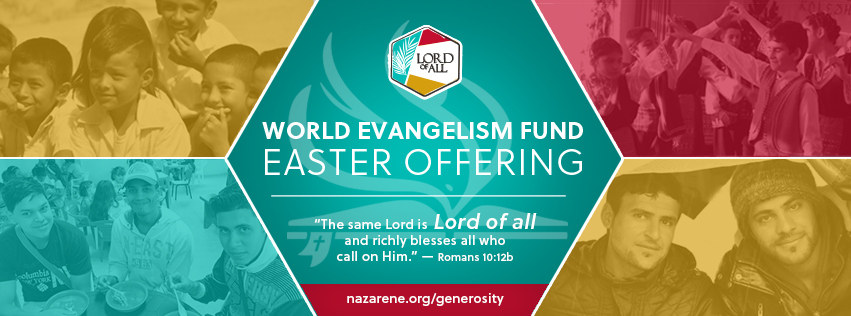 LORD
OF ALL
WORLD EVANGELISM FUND
EASTER OFFERING
“The same Lord is Lord of all
and richly blesses all who
call on Him.” — Romans 10:12b
nazarene.org/generosity
Columbia